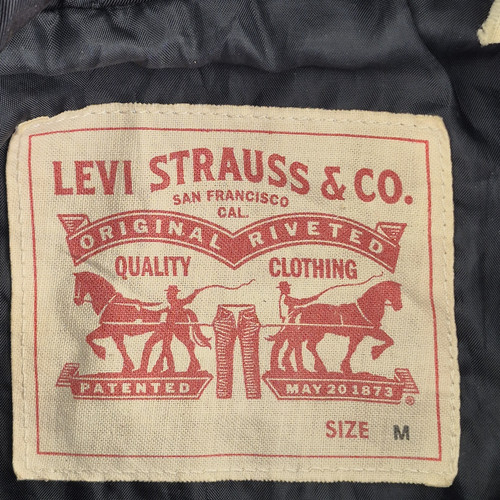 LEVI STRAUSS & CO.
SAN FRANCISCO
CAL.
ORIGINAL RIVETED
QUALITY CLOTHING
PATENTED MAY 20 1873
®
SIZE M